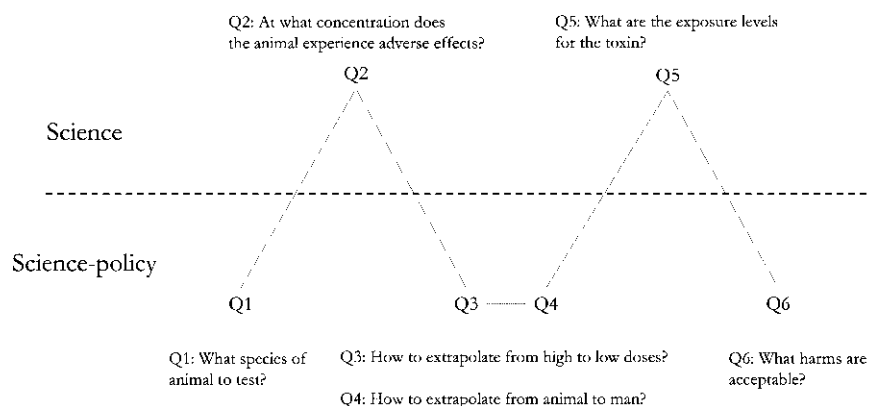 Q2: At what concentration does
the animal experience adverse effects?
Q5: What are the exposure levels
for the toxin?
Q2
Q5
Science
Science-policy
Q1
Q3
Q4
Q6
Q1: What species of
animal to test?
Q3: How to extrapolate from high to low doses?
Q4: How to extrapolate from animal to man?
Q6: What harms are
acceptable?